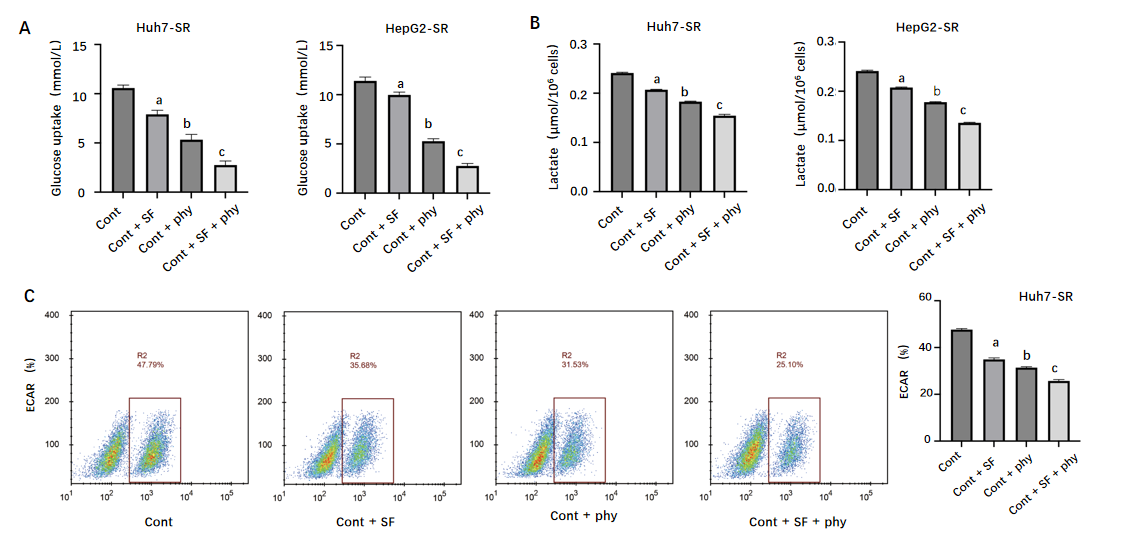 A
Huh7-SR
Glucose uptake (mmol/L)
15
10
5
0
a
b
c
Cont
Cont + SF
Cont + phy
Cont + SF + phy
HepG2-SR
Glucose uptake (mmol/L)
15
10
5
0
a
b
c
Cont
Cont + SF
Cont + phy
Cont + SF + phy
B
Huh7-SR
Lactate (μmol/10⁶ cells)
0.3
0.2
0.1
0.0
a
b
c
Cont
Cont + SF
Cont + phy
Cont + SF + phy
HepG2-SR
Lactate (μmol/10⁶ cells)
0.3
0.2
0.1
0.0
a
b
c
Cont
Cont + SF
Cont + phy
Cont + SF + phy
C
ECAR (%)
400
300
200
100
R2
47.79%
10¹ 10² 10³ 10⁴ 10⁵
Cont
400
300
200
100
R2
35.68%
10¹ 10² 10³ 10⁴ 10⁵
Cont + SF
400
300
200
100
R2
31.53%
10¹ 10² 10³ 10⁴ 10⁵
Cont + phy
400
300
200
100
R2
25.10%
10¹ 10² 10³ 10⁴ 10⁵
Cont + SF + phy
Huh7-SR
ECAR (%)
60
40
20
0
a
b
c
Cont
Cont + SF
Cont + phy
Cont + SF + phy